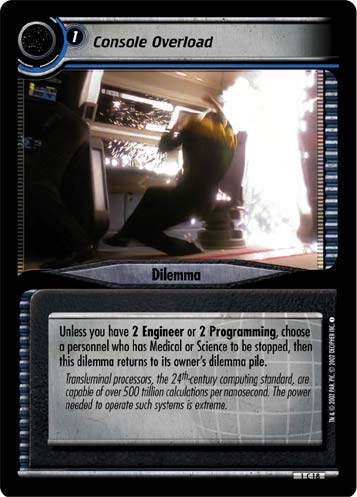 1 Console Overload
Dilemma
Unless you have 2 Engineer or 2 Programming, choose
a personnel who has Medical or Science to be stopped, then
this dilemma returns to its owner's dilemma pile.
Transluminal processors, the 24th-century computing standard, are
capable of over 500 trillion calculations per nanosecond. The power
needed to operate such systems is extreme.
TM & © 2002 PAR. PIC. © 2002 DECIPHER INC.
1 C 18